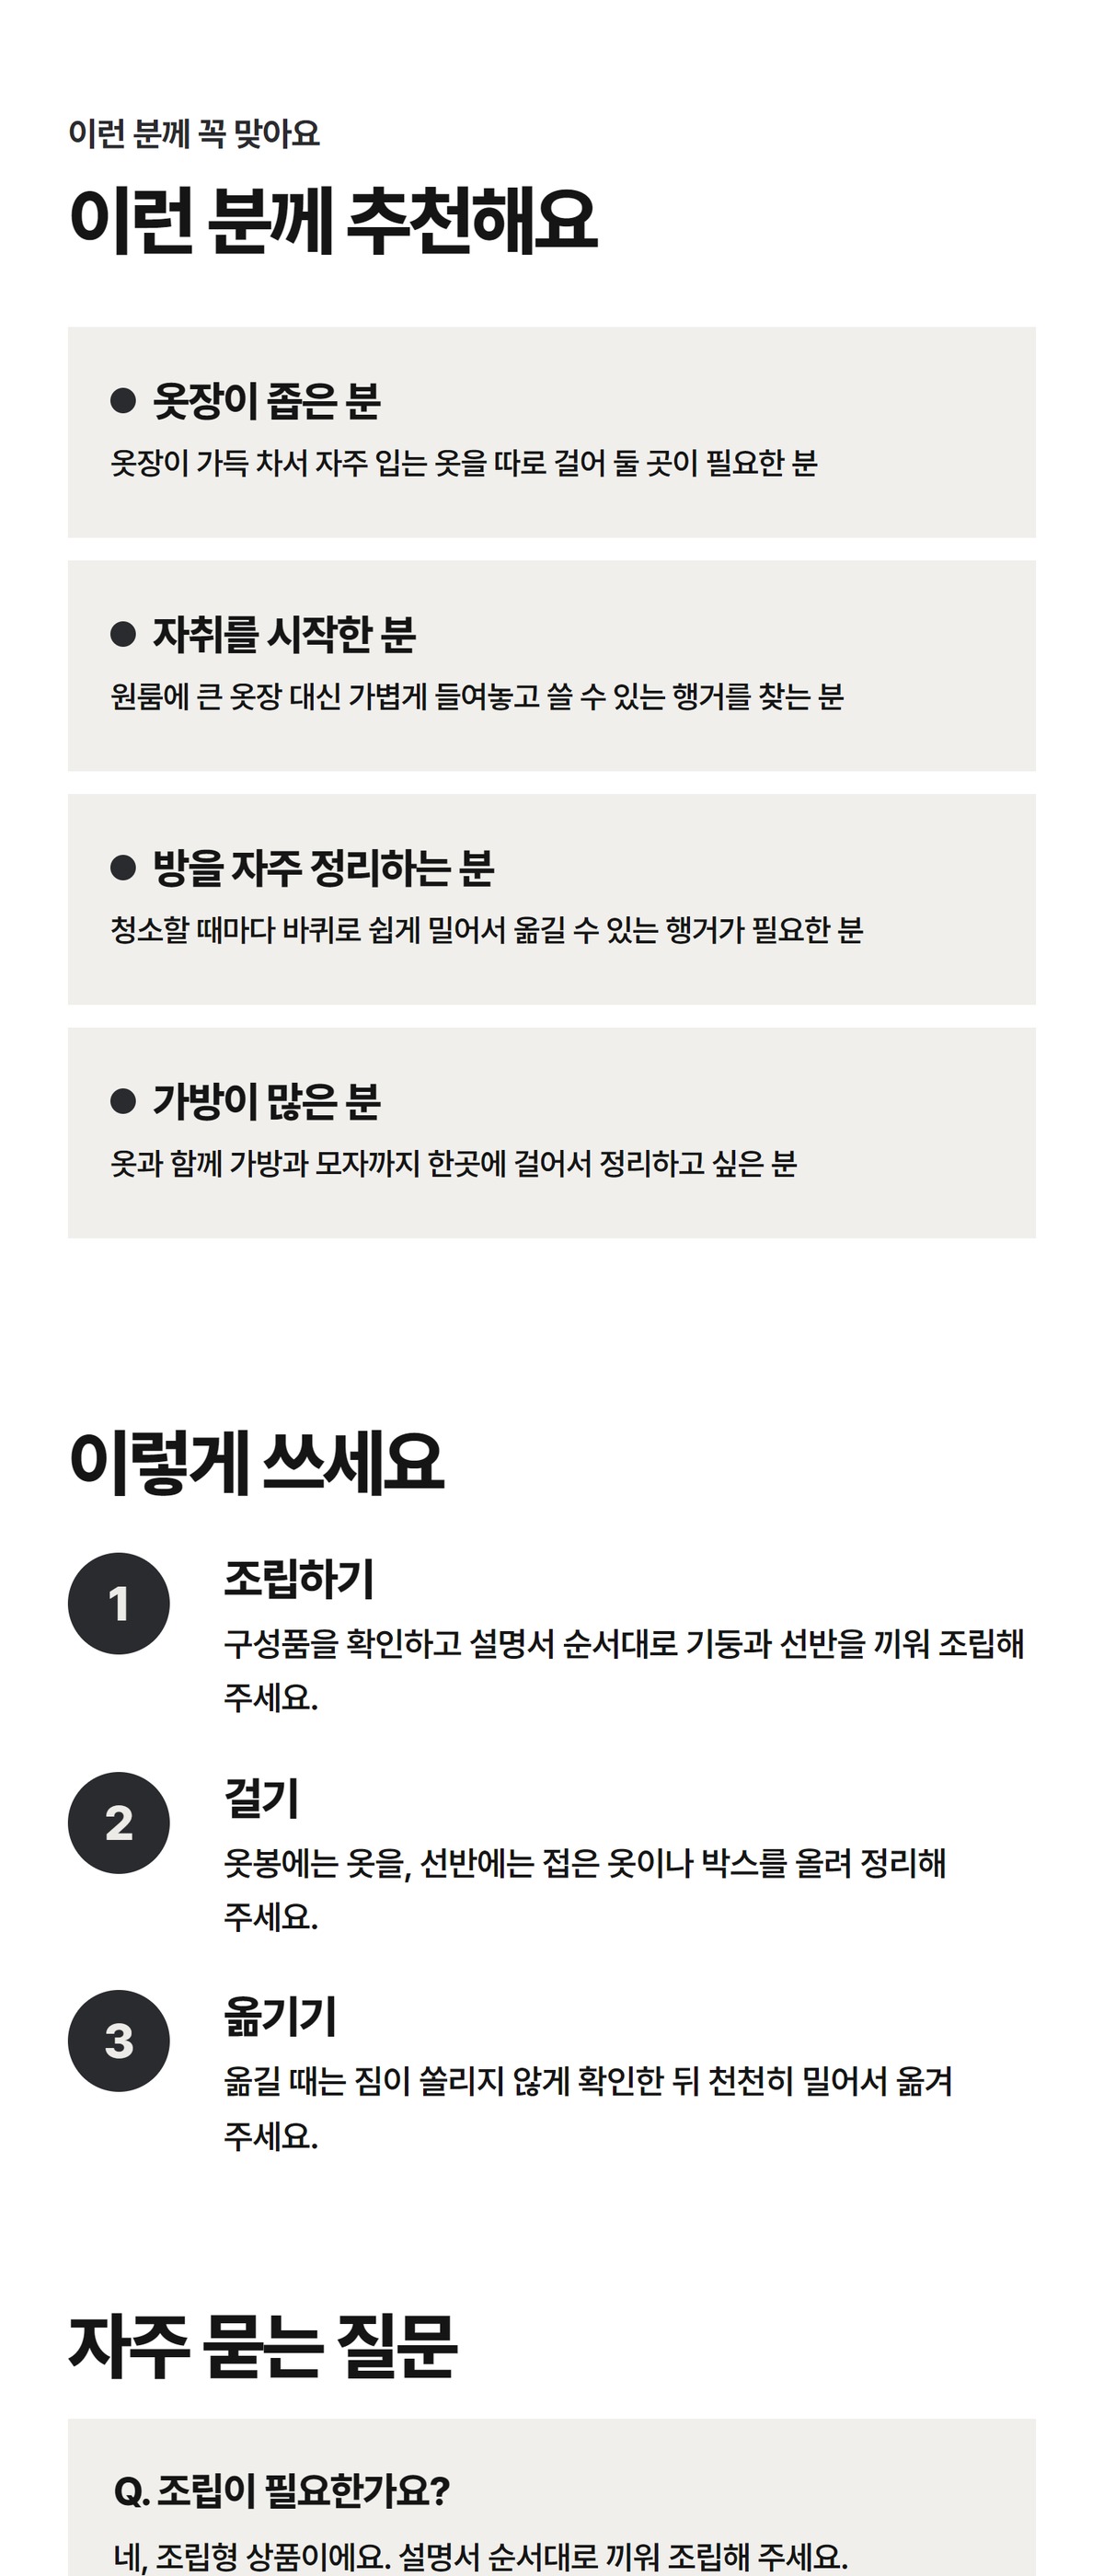 이런 분께 꼭 맞아요
이런 분께 추천해요
옷장이 좁은 분
옷장이 가득 차서 자주 입는 옷을 따로 걸어 둘 곳이 필요한 분
자취를 시작한 분
원룸에 큰 옷장 대신 가볍게 들여놓고 쓸 수 있는 행거를 찾는 분
방을 자주 정리하는 분
청소할 때마다 바퀴로 쉽게 밀어서 옮길 수 있는 행거가 필요한 분
가방이 많은 분
옷과 함께 가방과 모자까지 한곳에 걸어서 정리하고 싶은 분
이렇게 쓰세요
1
조립하기
구성품을 확인하고 설명서 순서대로 기둥과 선반을 끼워 조립해
주세요.
2
걸기
옷봉에는 옷을, 선반에는 접은 옷이나 박스를 올려 정리해
주세요.
3
옮기기
옮길 때는 짐이 쏠리지 않게 확인한 뒤 천천히 밀어서 옮겨
주세요.
자주 묻는 질문
Q. 조립이 필요한가요?
네, 조립형 상품이에요. 설명서 순서대로 끼워 조립해 주세요.